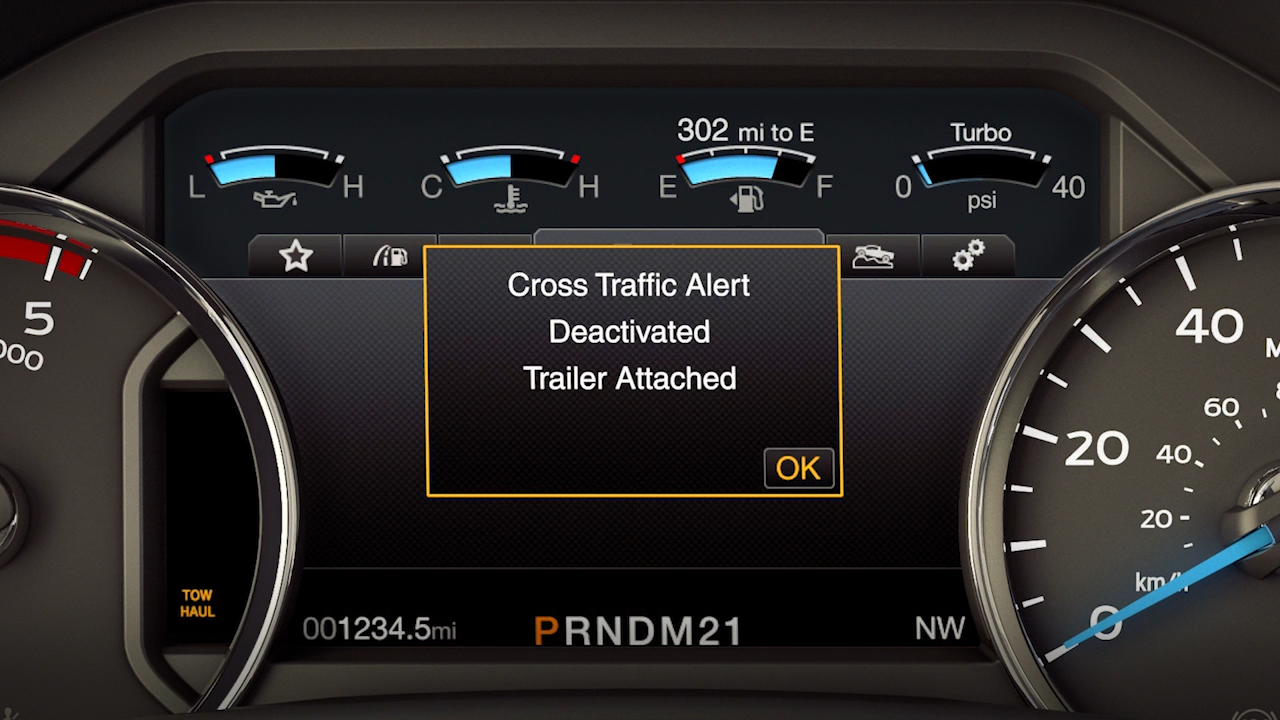 302 mi to E
Turbo
L H
C H
E F
0 40
psi
5
000
Cross Traffic Alert
Deactivated
Trailer Attached
OK
TOW
HAUL
001234.5mi
PRNDM21
NW
40
20
0
60
40
20
km/h